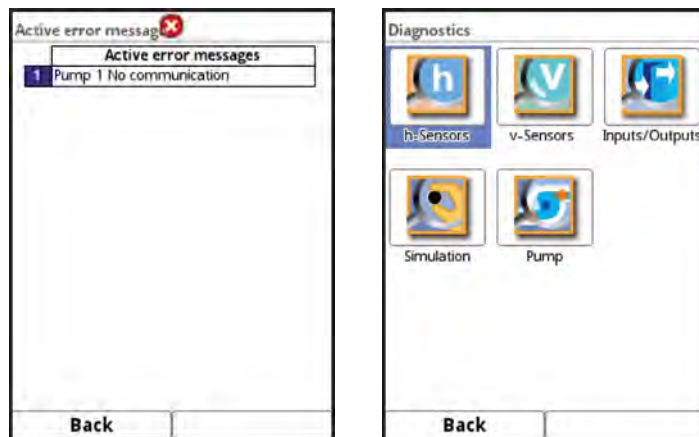 Active error messag
Active error messages
1 Pump 1 No communication
Back
Diagnostics
h
V
h-Sensors
v-Sensors
Inputs/Outputs
Simulation
Pump
Back